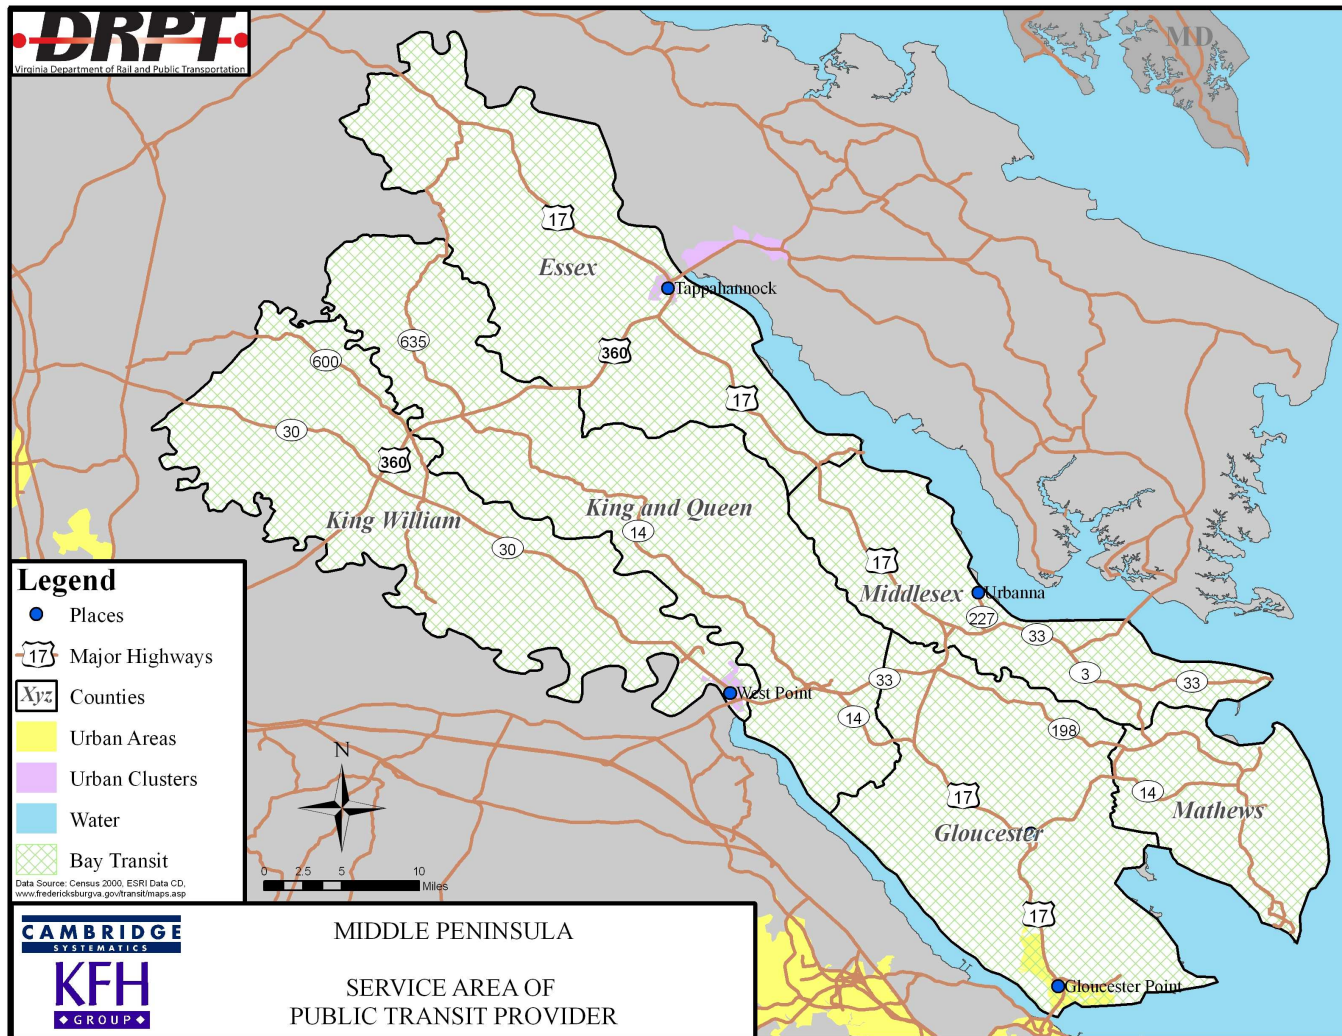 DRPT
Virginia Department of Rail and Public Transportation
MD
17
Essex
Tappahannock
635
360
600
17
30
360
King and Queen
King William
14
30
17
Middlesex
Urbanna
227
33
33
3
33
West Point
14
198
14
17
Mathews
Gloucester
17
Gloucester Point
Legend
Places
17 Major Highways
Xyz Counties
Urban Areas
Urban Clusters
Water
Bay Transit
Data Source: Census 2000, ESRI Data CD,
www.fredericksburgva.gov/transit/maps.asp
N
0 2.5 5 10
Miles
CAMBRIDGE
SYSTEMATICS
KFH
GROUP
MIDDLE PENINSULA
SERVICE AREA OF
PUBLIC TRANSIT PROVIDER